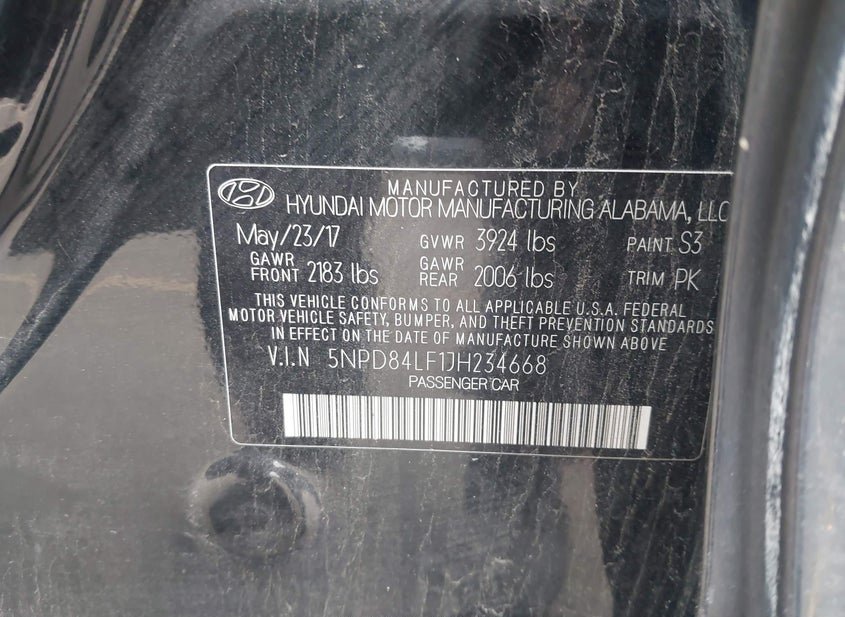 MANUFACTURED BY
HYUNDAI MOTOR MANUFACTURING ALABAMA, LLC
May/23/17 GVWR 3924 lbs PAINT S3
GAWR FRONT 2183 lbs GAWR REAR 2006 lbs TRIM PK
THIS VEHICLE CONFORMS TO ALL APPLICABLE U.S.A. FEDERAL
MOTOR VEHICLE SAFETY, BUMPER, AND THEFT PREVENTION STANDARDS
IN EFFECT ON THE DATE OF MANUFACTURE SHOWN ABOVE
V.I.N 5NPD84LF1JH234668
PASSENGER CAR